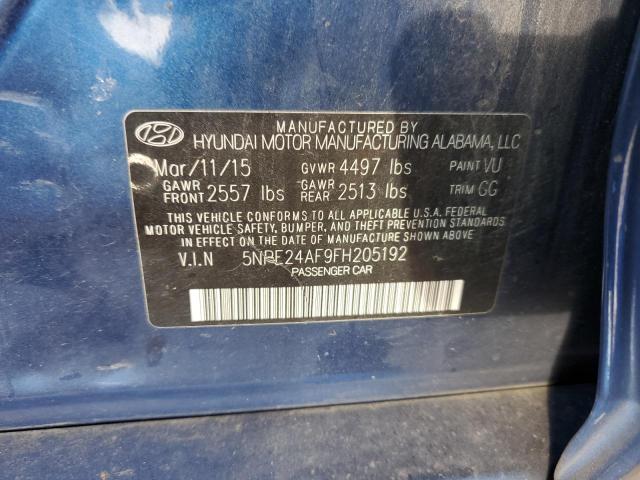 MANUFACTURED BY
HYUNDAI MOTOR MANUFACTURING ALABAMA, LLC
Mar/11/15 GVWR 4497 lbs PAINT VU
GAWR FRONT 2557 lbs GAWR REAR 2513 lbs TRIM GG
THIS VEHICLE CONFORMS TO ALL APPLICABLE U.S.A. FEDERAL
MOTOR VEHICLE SAFETY, BUMPER, AND THEFT PREVENTION STANDARDS
IN EFFECT ON THE DATE OF MANUFACTURE SHOWN ABOVE.
V.I.N 5NPE24AF9FH205192
PASSENGER CAR